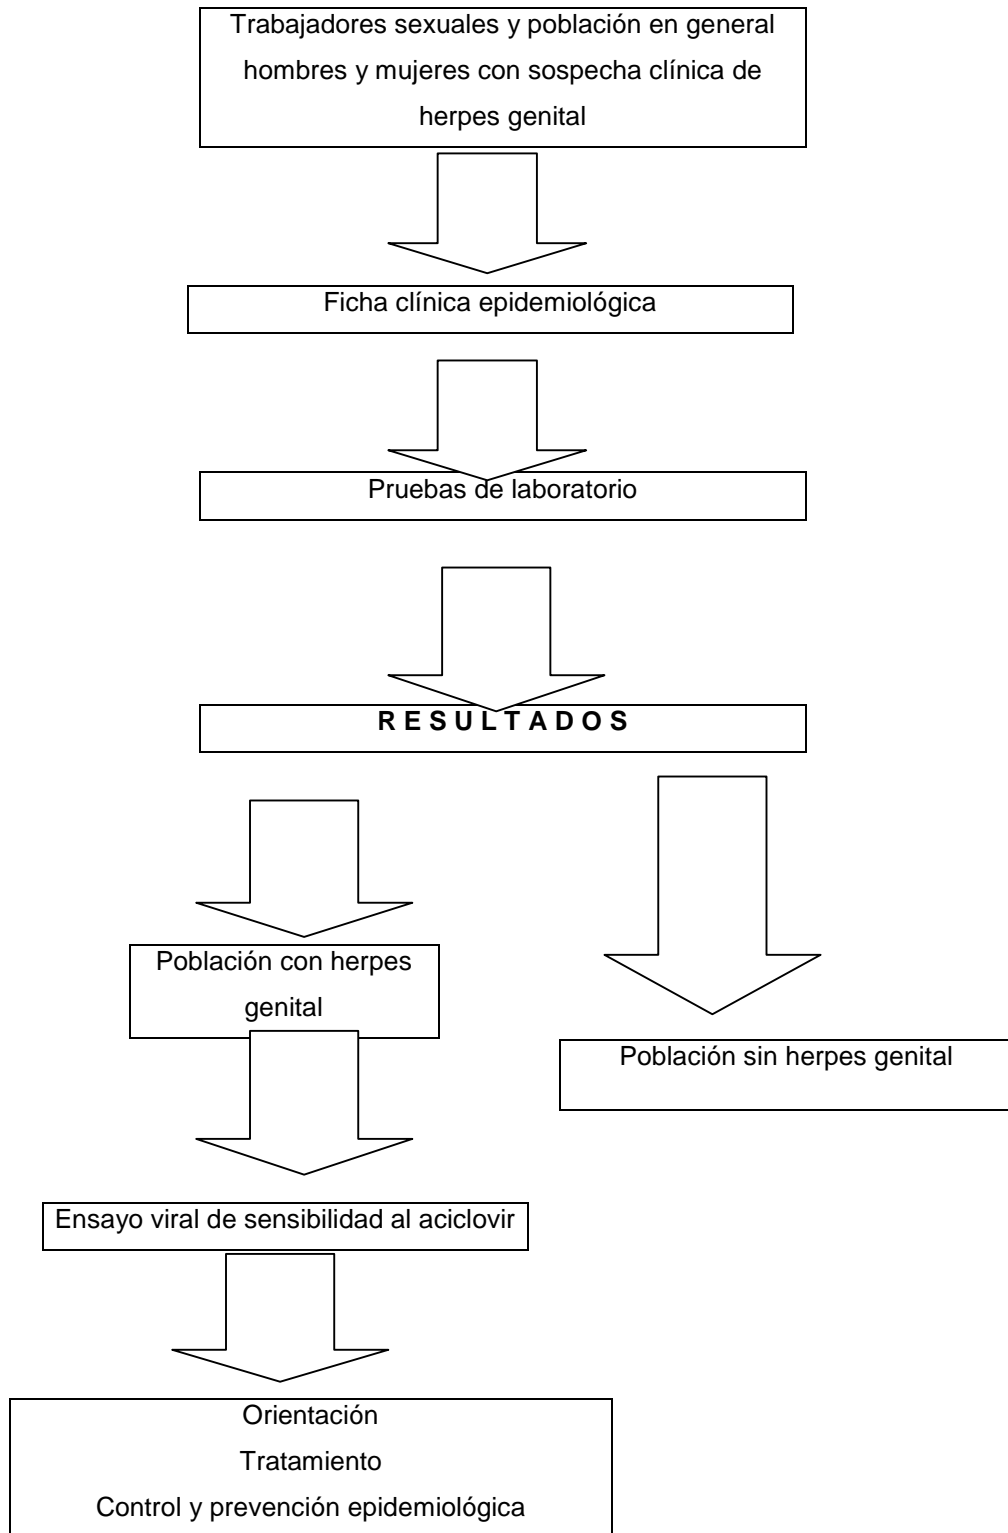 Trabajadores sexuales y población en general
hombres y mujeres con sospecha clínica de
herpes genital
Ficha clínica epidemiológica
Pruebas de laboratorio
R E S U L T A D O S
Población con herpes
genital
Población sin herpes genital
Ensayo viral de sensibilidad al aciclovir
Orientación
Tratamiento
Control y prevención epidemiológica